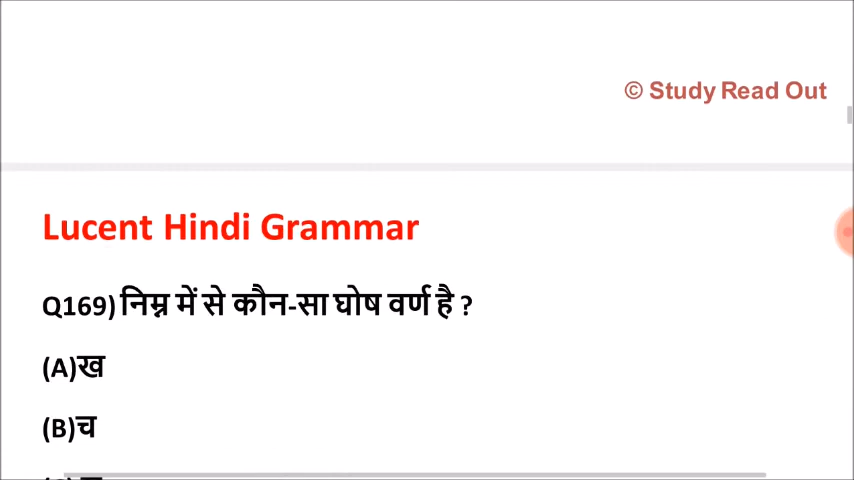 © Study Read Out
Lucent Hindi Grammar
Q169) निम्न में से कौन-सा घोष वर्ण है ?
(A)ख
(B)च